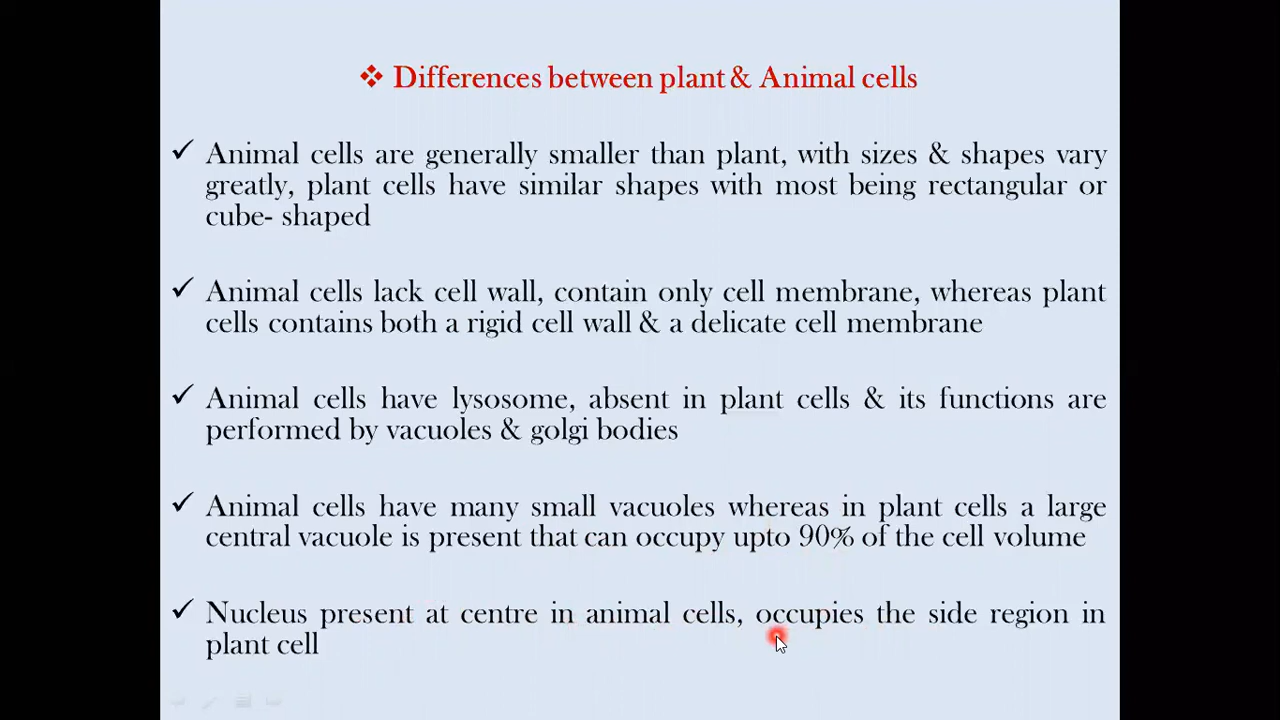 ❖ Differences between plant & Animal cells
✓ Animal cells are generally smaller than plant, with sizes & shapes vary
greatly, plant cells have similar shapes with most being rectangular or
cube- shaped
✓ Animal cells lack cell wall, contain only cell membrane, whereas plant
cells contains both a rigid cell wall & a delicate cell membrane
✓ Animal cells have lysosome, absent in plant cells & its functions are
performed by vacuoles & golgi bodies
✓ Animal cells have many small vacuoles whereas in plant cells a large
central vacuole is present that can occupy upto 90% of the cell volume
✓ Nucleus present at centre in animal cells, occupies the side region in
plant cell